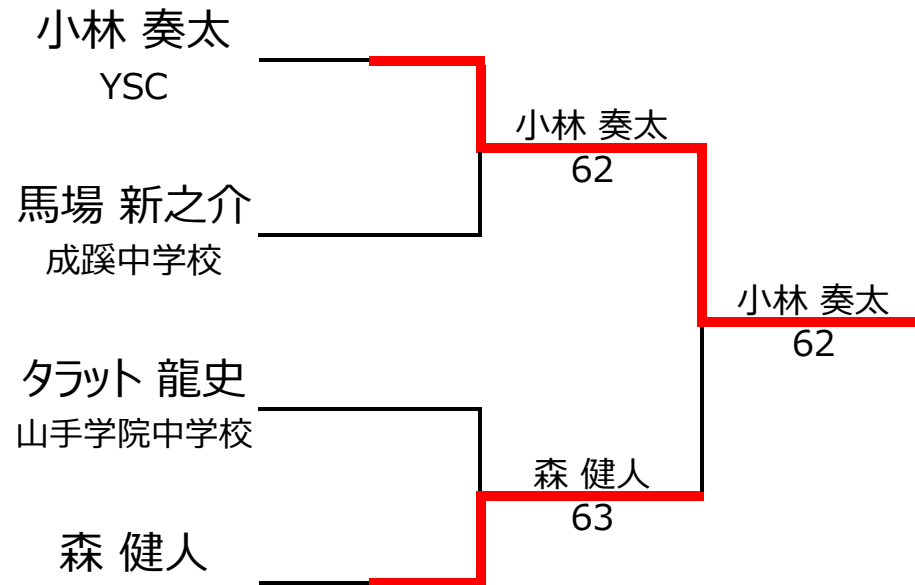 小林 奏太
YSC
小林 奏太
62
馬場 新之介
成蹊中学校
小林 奏太
62
タラット 龍史
山手学院中学校
森 健人
63
森 健人